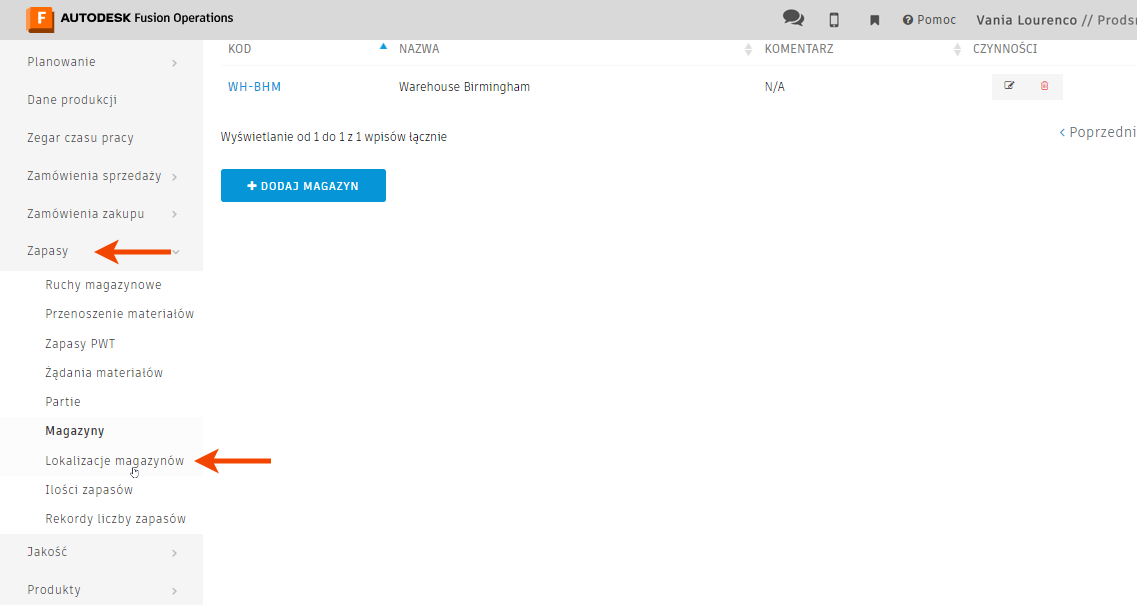 F AUTODESK Fusion Operations
Pomoc
Vania Lourenco // Prods
Planowanie
Dane produkcji
Zegar czasu pracy
Zamówienia sprzedaży
Zamówienia zakupu
Zapasy
Ruchy magazynowe
Przenoszenie materiałów
Zapasy PWT
Żądania materiałów
Partie
Magazyny
Lokalizacje magazynów
Ilości zapasów
Rekordy liczby zapasów
Jakość
Produkty
KOD NAZWA KOMENTARZ CZYNNOŚCI
WH-BHM Warehouse Birmingham N/A
Wyświetlanie od 1 do 1 z 1 wpisów łącznie
‹ Poprzedni
+ DODAJ MAGAZYN